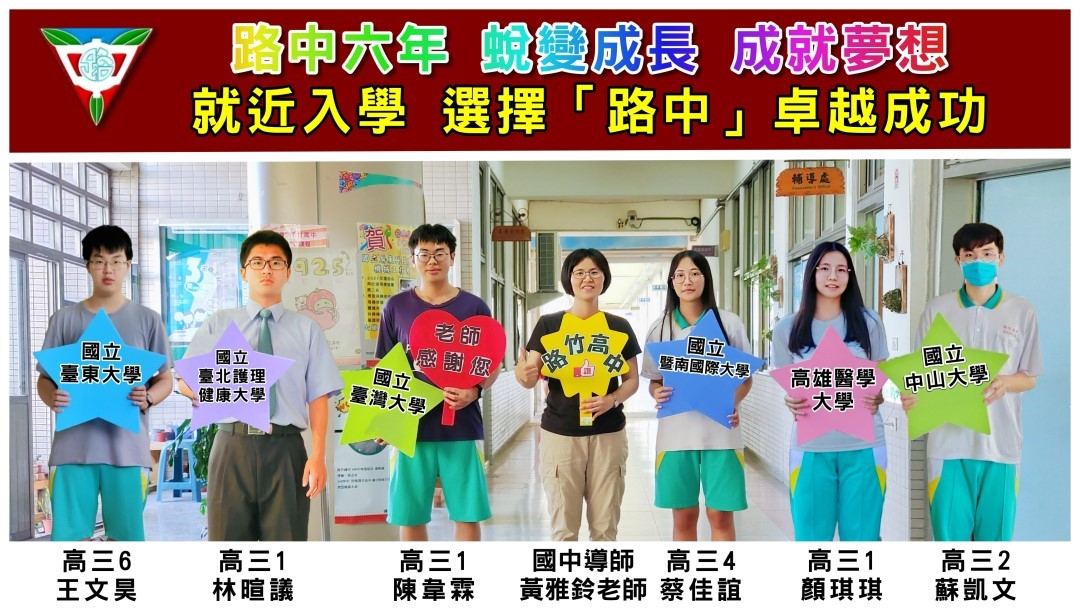 路中六年 蛻變成長 成就夢想
就近入學 選擇「路中」卓越成功
輔導處
賀
925
國立
臺東大學
國立
臺北護理
健康大學
國立
臺灣大學
老師
感謝您
路竹高中
國立
暨南國際大學
高雄醫學
大學
國立
中山大學
高三6
王文昊
高三1
林暄議
高三1
陳韋霖
國中導師
黃雅鈴老師
高三4
蔡佳誼
高三1
顏琪琪
高三2
蘇凱文